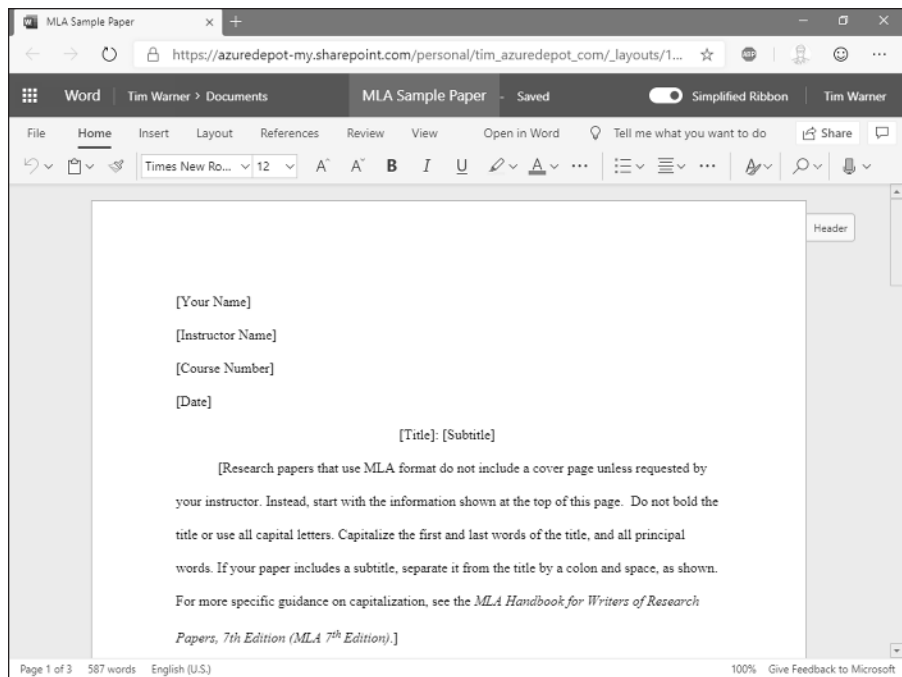 MLA Sample Paper
https://azuredepot-my.sharepoint.com/personal/tim_azuredepot_com/_layouts/1...
ABP
Word Tim Warner > Documents MLA Sample Paper - Saved Simplified Ribbon Tim Warner
File Home Insert Layout References Review View Open in Word Tell me what you want to do Share
Times New Ro... 12 A A B I U A ...
Header
[Your Name]
[Instructor Name]
[Course Number]
[Date]
[Title]: [Subtitle]
[Research papers that use MLA format do not include a cover page unless requested by
your instructor. Instead, start with the information shown at the top of this page.  Do not bold the
title or use all capital letters. Capitalize the first and last words of the title, and all principal
words. If your paper includes a subtitle, separate it from the title by a colon and space, as shown.
For more specific guidance on capitalization, see the MLA Handbook for Writers of Research
Papers, 7th Edition (MLA 7th Edition).]
Page 1 of 3 587 words English (U.S.) 100% Give Feedback to Microsoft